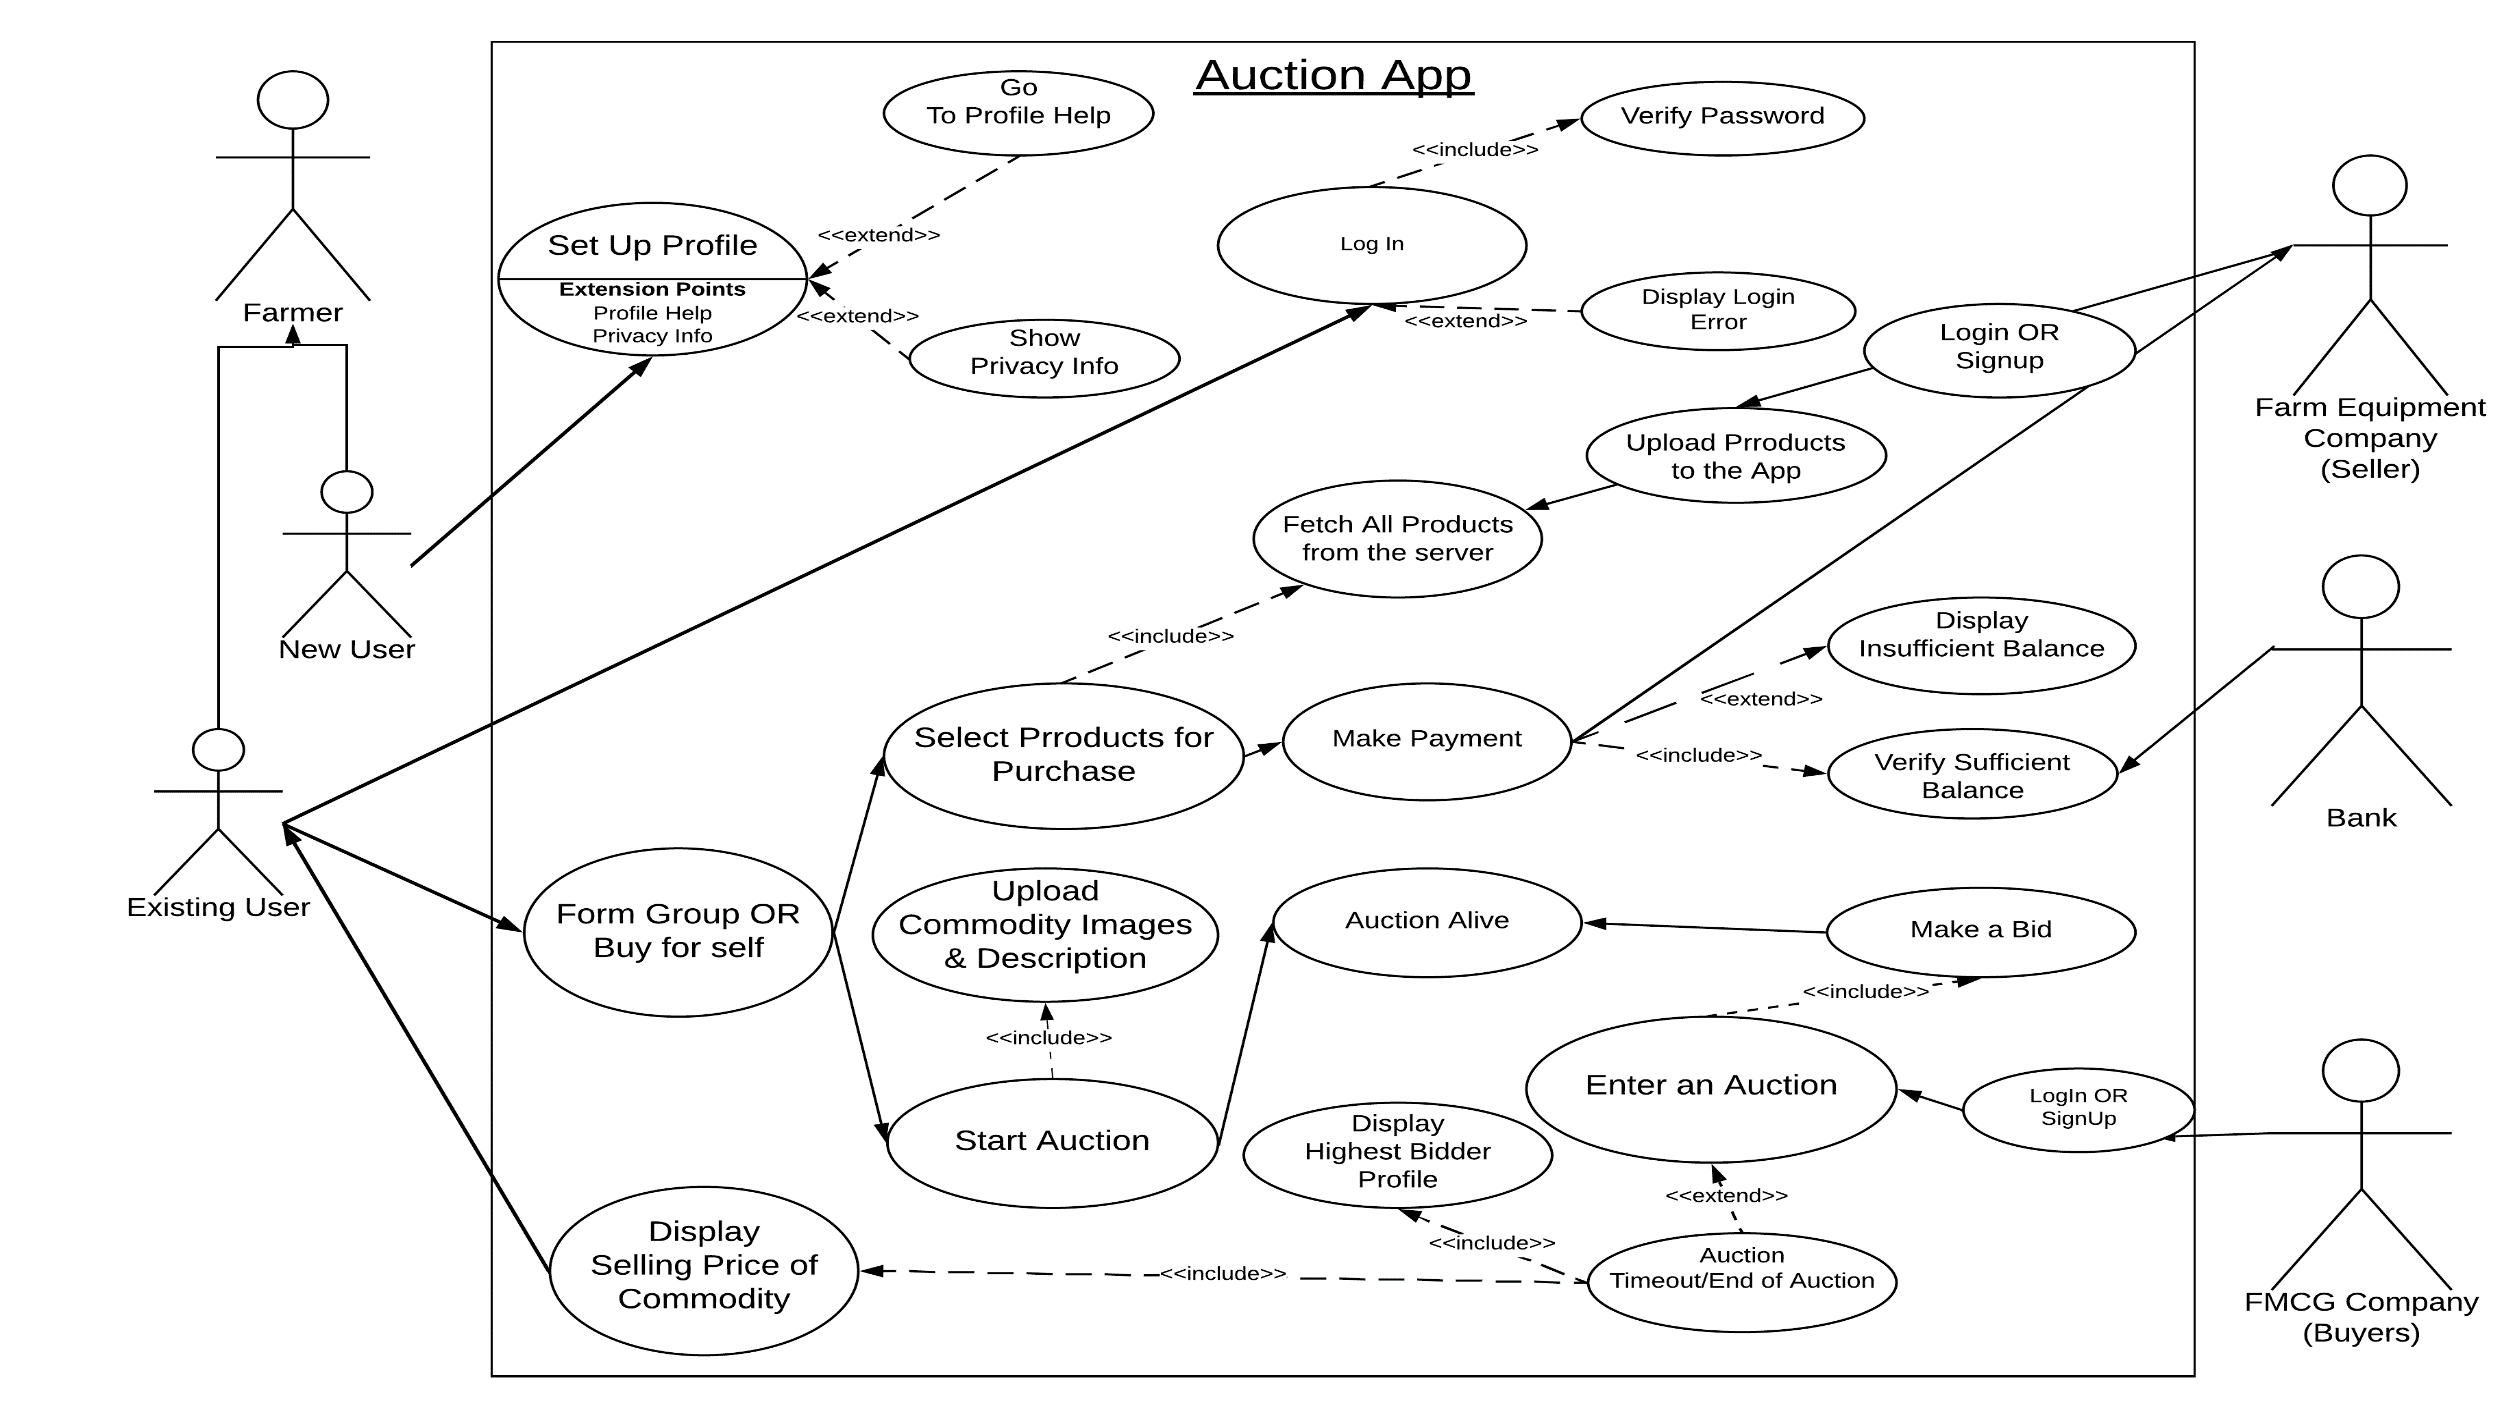 Auction App
Go
To Profile Help
Verify Password
<<include>>
Set Up Profile
Extension Points
Profile Help
Privacy Info
<<extend>>
<<extend>>
Log In
Display Login
Error
<<extend>>
Show
Privacy Info
Login OR
Signup
Farmer
Farm Equipment
Company
(Seller)
Upload Prroducts
to the App
Fetch All Products
from the server
New User
<<include>>
Display
Insufficient Balance
<<extend>>
Select Prroducts for
Purchase
Make Payment
<<include>>
Verify Sufficient
Balance
Bank
Existing User
Form Group OR
Buy for self
Upload
Commodity Images
& Description
Auction Alive
Make a Bid
<<include>>
<<include>>
Start Auction
Enter an Auction
LogIn OR
SignUp
Display
Highest Bidder
Profile
<<extend>>
<<include>>
Display
Selling Price of
Commodity
<<include>>
Auction
Timeout/End of Auction
FMCG Company
(Buyers)